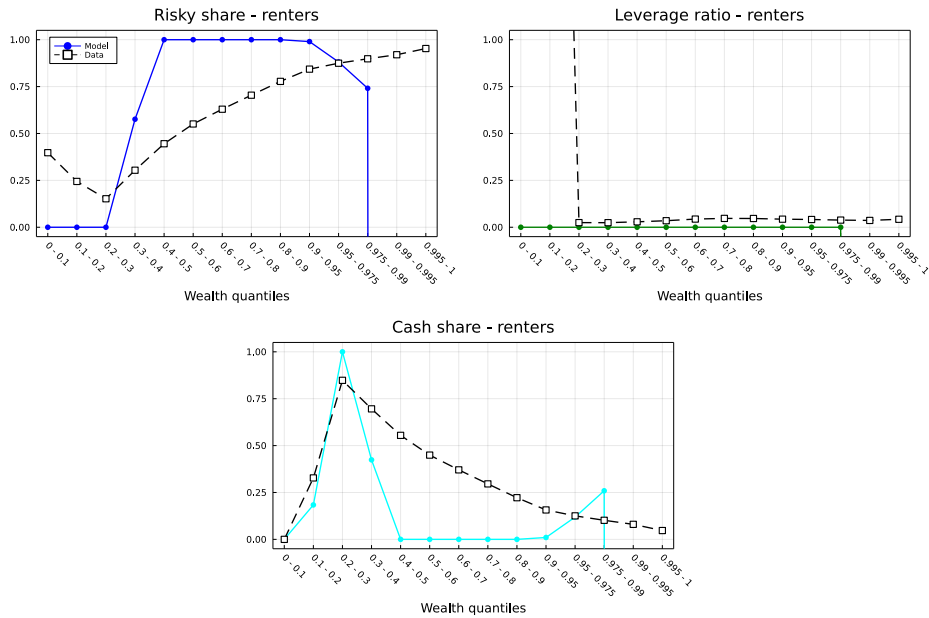 Risky share - renters
1.00
0.75
0.50
0.25
0.00
Model
Data
0 - 0.1
0.1 - 0.2
0.2 - 0.3
0.3 - 0.4
0.4 - 0.5
0.5 - 0.6
0.6 - 0.7
0.7 - 0.8
0.8 - 0.9
0.9 - 0.95
0.95 - 0.975
0.975 - 0.99
0.99 - 0.995
0.995 - 1
Wealth quantiles
Leverage ratio - renters
1.00
0.75
0.50
0.25
0.00
0 - 0.1
0.1 - 0.2
0.2 - 0.3
0.3 - 0.4
0.4 - 0.5
0.5 - 0.6
0.6 - 0.7
0.7 - 0.8
0.8 - 0.9
0.9 - 0.95
0.95 - 0.975
0.975 - 0.99
0.99 - 0.995
0.995 - 1
Wealth quantiles
Cash share - renters
1.00
0.75
0.50
0.25
0.00
0 - 0.1
0.1 - 0.2
0.2 - 0.3
0.3 - 0.4
0.4 - 0.5
0.5 - 0.6
0.6 - 0.7
0.7 - 0.8
0.8 - 0.9
0.9 - 0.95
0.95 - 0.975
0.975 - 0.99
0.99 - 0.995
0.995 - 1
Wealth quantiles